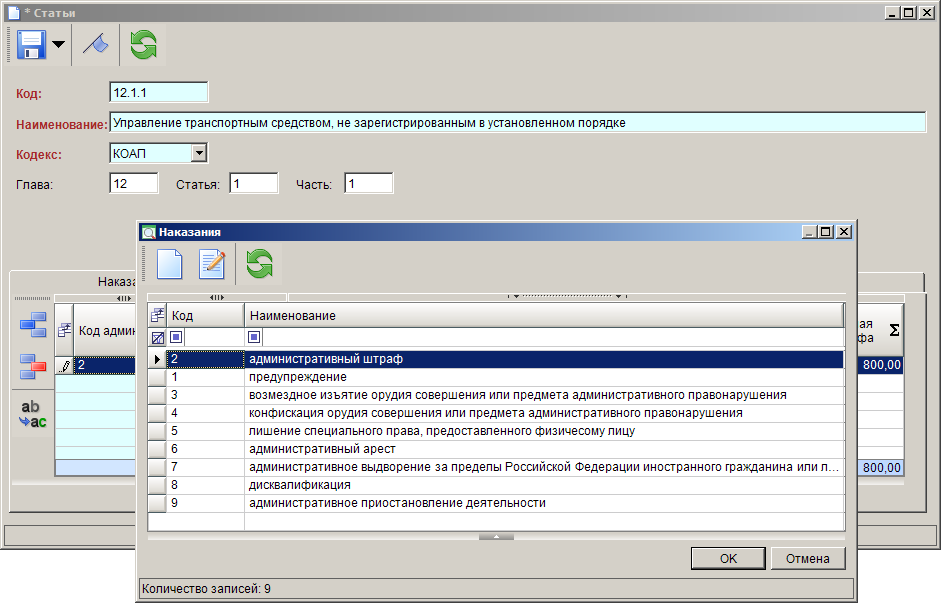 * Статьи
Код: 12.1.1
Наименование: Управление транспортным средством, не зарегистрированным в установленном порядке
Кодекс: КОАП
Глава: 12 Статья: 1 Часть: 1
Наказа
Код админ
ая
фа Σ
2 800,00
800,00
ab
ac
Наказания
Код Наименование
2 административный штраф
1 предупреждение
3 возмездное изъятие орудия совершения или предмета административного правонарушения
4 конфискация орудия совершения или предмета административного правонарушения
5 лишение специального права, предоставленного физичесому лицу
6 административный арест
7 административное выдворение за пределы Российской Федерации иностранного гражданина или л...
8 дисквалификация
9 административное приостановление деятельности
OK Отмена
Количество записей: 9